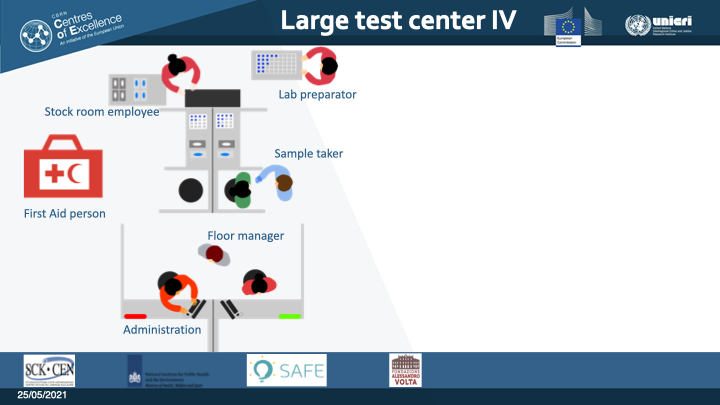 Large test center IV
CBRN
Centres
of Excellence
An initiative of the European Union
European
Commission
unicri
Lab preparator
Stock room employee
Sample taker
First Aid person
Floor manager
Administration
SCK•CEN
SAFE
FONDAZIONE
ALESSANDRO
VOLTA
25/05/2021